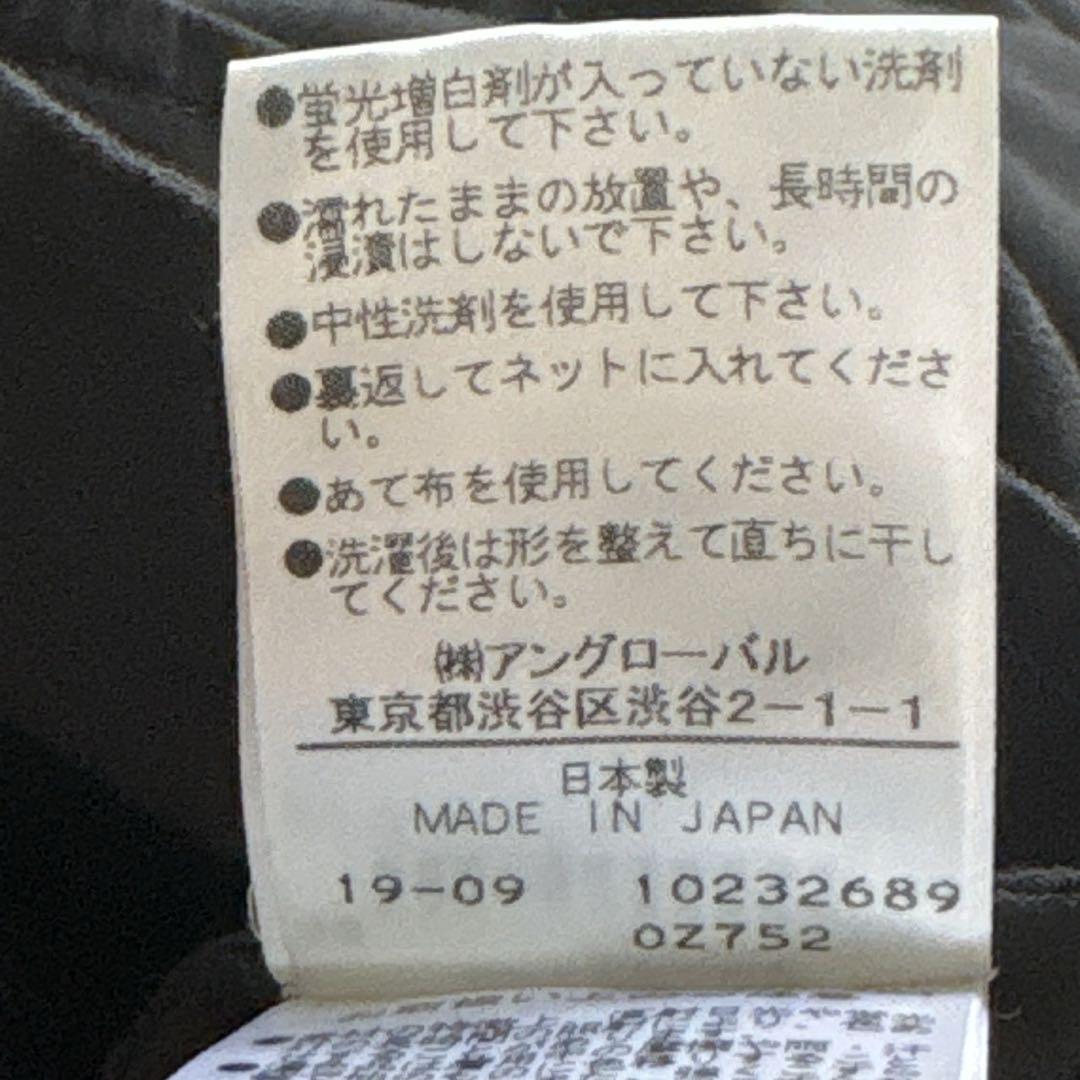 ●蛍光増白剤が入っていない洗剤
を使用して下さい。
●濡れたままの放置や、長時間の
浸漬はしないで下さい。
●中性洗剤を使用して下さい。
●裏返してネットに入れてくださ
い。
●あて布を使用してください。
●洗濯後は形を整えて直ちに干し
てください。
㈱アングローバル
東京都渋谷区渋谷2-1-1
日本製
MADE IN JAPAN
19-09 102326889
OZ752